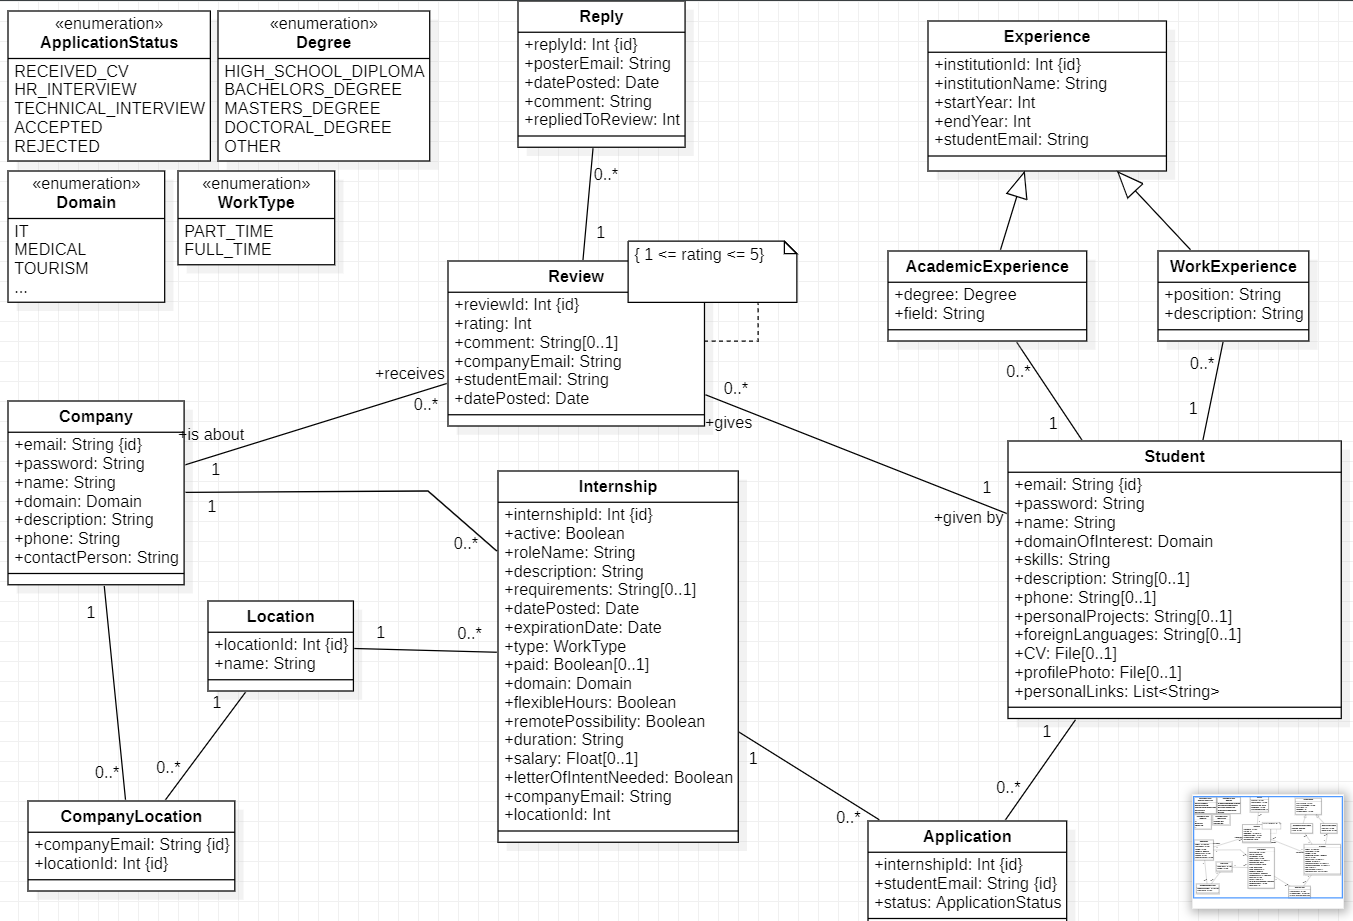 «enumeration»
ApplicationStatus
RECEIVED_CV
HR_INTERVIEW
TECHNICAL_INTERVIEW
ACCEPTED
REJECTED
«enumeration»
Degree
HIGH_SCHOOL_DIPLOMA
BACHELORS_DEGREE
MASTERS_DEGREE
DOCTORAL_DEGREE
OTHER
«enumeration»
Domain
IT
MEDICAL
TOURISM
...
«enumeration»
WorkType
PART_TIME
FULL_TIME
Reply
+replyId: Int {id}
+posterEmail: String
+datePosted: Date
+comment: String
+repliedToReview: Int
0..*
1
Experience
+institutionId: Int {id}
+institutionName: String
+startYear: Int
+endYear: Int
+studentEmail: String
{ 1 <= rating <= 5}
Review
+reviewId: Int {id}
+rating: Int
+comment: String[0..1]
+companyEmail: String
+studentEmail: String
+datePosted: Date
AcademicExperience
+degree: Degree
+field: String
WorkExperience
+position: String
+description: String
0..*
1
0..*
1
+receives
0..*
+is about
1
0..*
+gives
1
+given by
Company
+email: String {id}
+password: String
+name: String
+domain: Domain
+description: String
+phone: String
+contactPerson: String
1
0..*
Internship
+internshipId: Int {id}
+active: Boolean
+roleName: String
+description: String
+requirements: String[0..1]
+datePosted: Date
+expirationDate: Date
+type: WorkType
+paid: Boolean[0..1]
+domain: Domain
+flexibleHours: Boolean
+remotePossibility: Boolean
+duration: String
+salary: Float[0..1]
+letterOfIntentNeeded: Boolean
+companyEmail: String
+locationId: Int
Student
+email: String {id}
+password: String
+name: String
+domainOfInterest: Domain
+skills: String
+description: String[0..1]
+phone: String[0..1]
+personalProjects: String[0..1]
+foreignLanguages: String[0..1]
+CV: File[0..1]
+profilePhoto: File[0..1]
+personalLinks: List<String>
1
Location
+locationId: Int {id}
+name: String
1
0..*
1
0..*
0..*
CompanyLocation
+companyEmail: String {id}
+locationId: Int {id}
1
0..*
1
0..*
Application
+internshipId: Int {id}
+studentEmail: String {id}
+status: ApplicationStatus